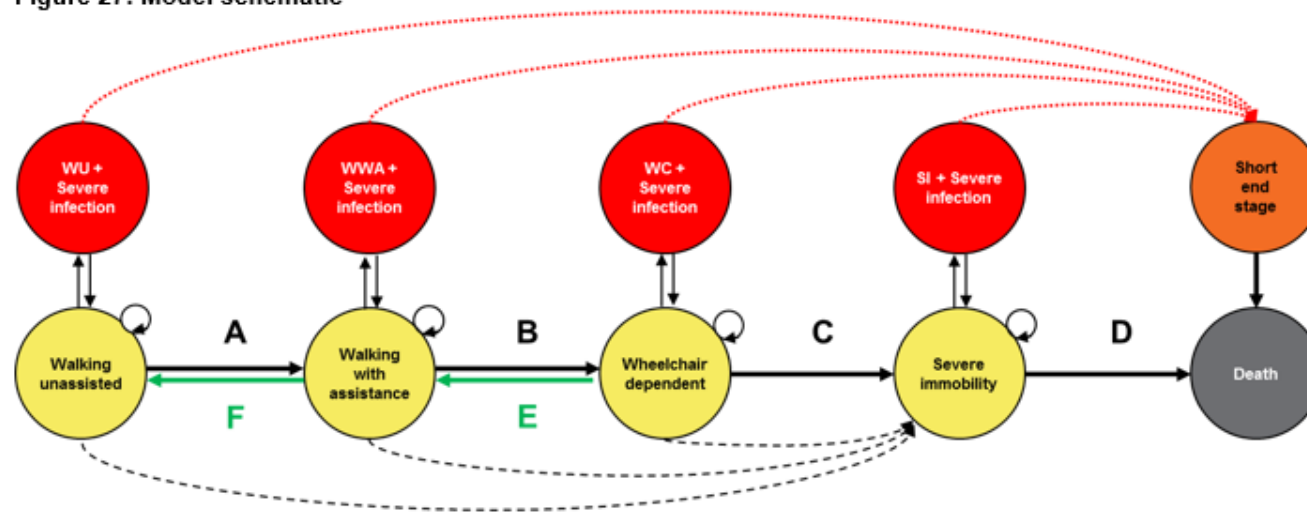 Figure 27: Model schematic
WU +
Severe
infection
WWA +
Severe
infection
WC +
Severe
infection
SI + Severe
infection
Short
end
stage
A
B
C
D
Walking
unassisted
Walking
with
assistance
Wheelchair
dependent
Severe
immobility
Death
F
E